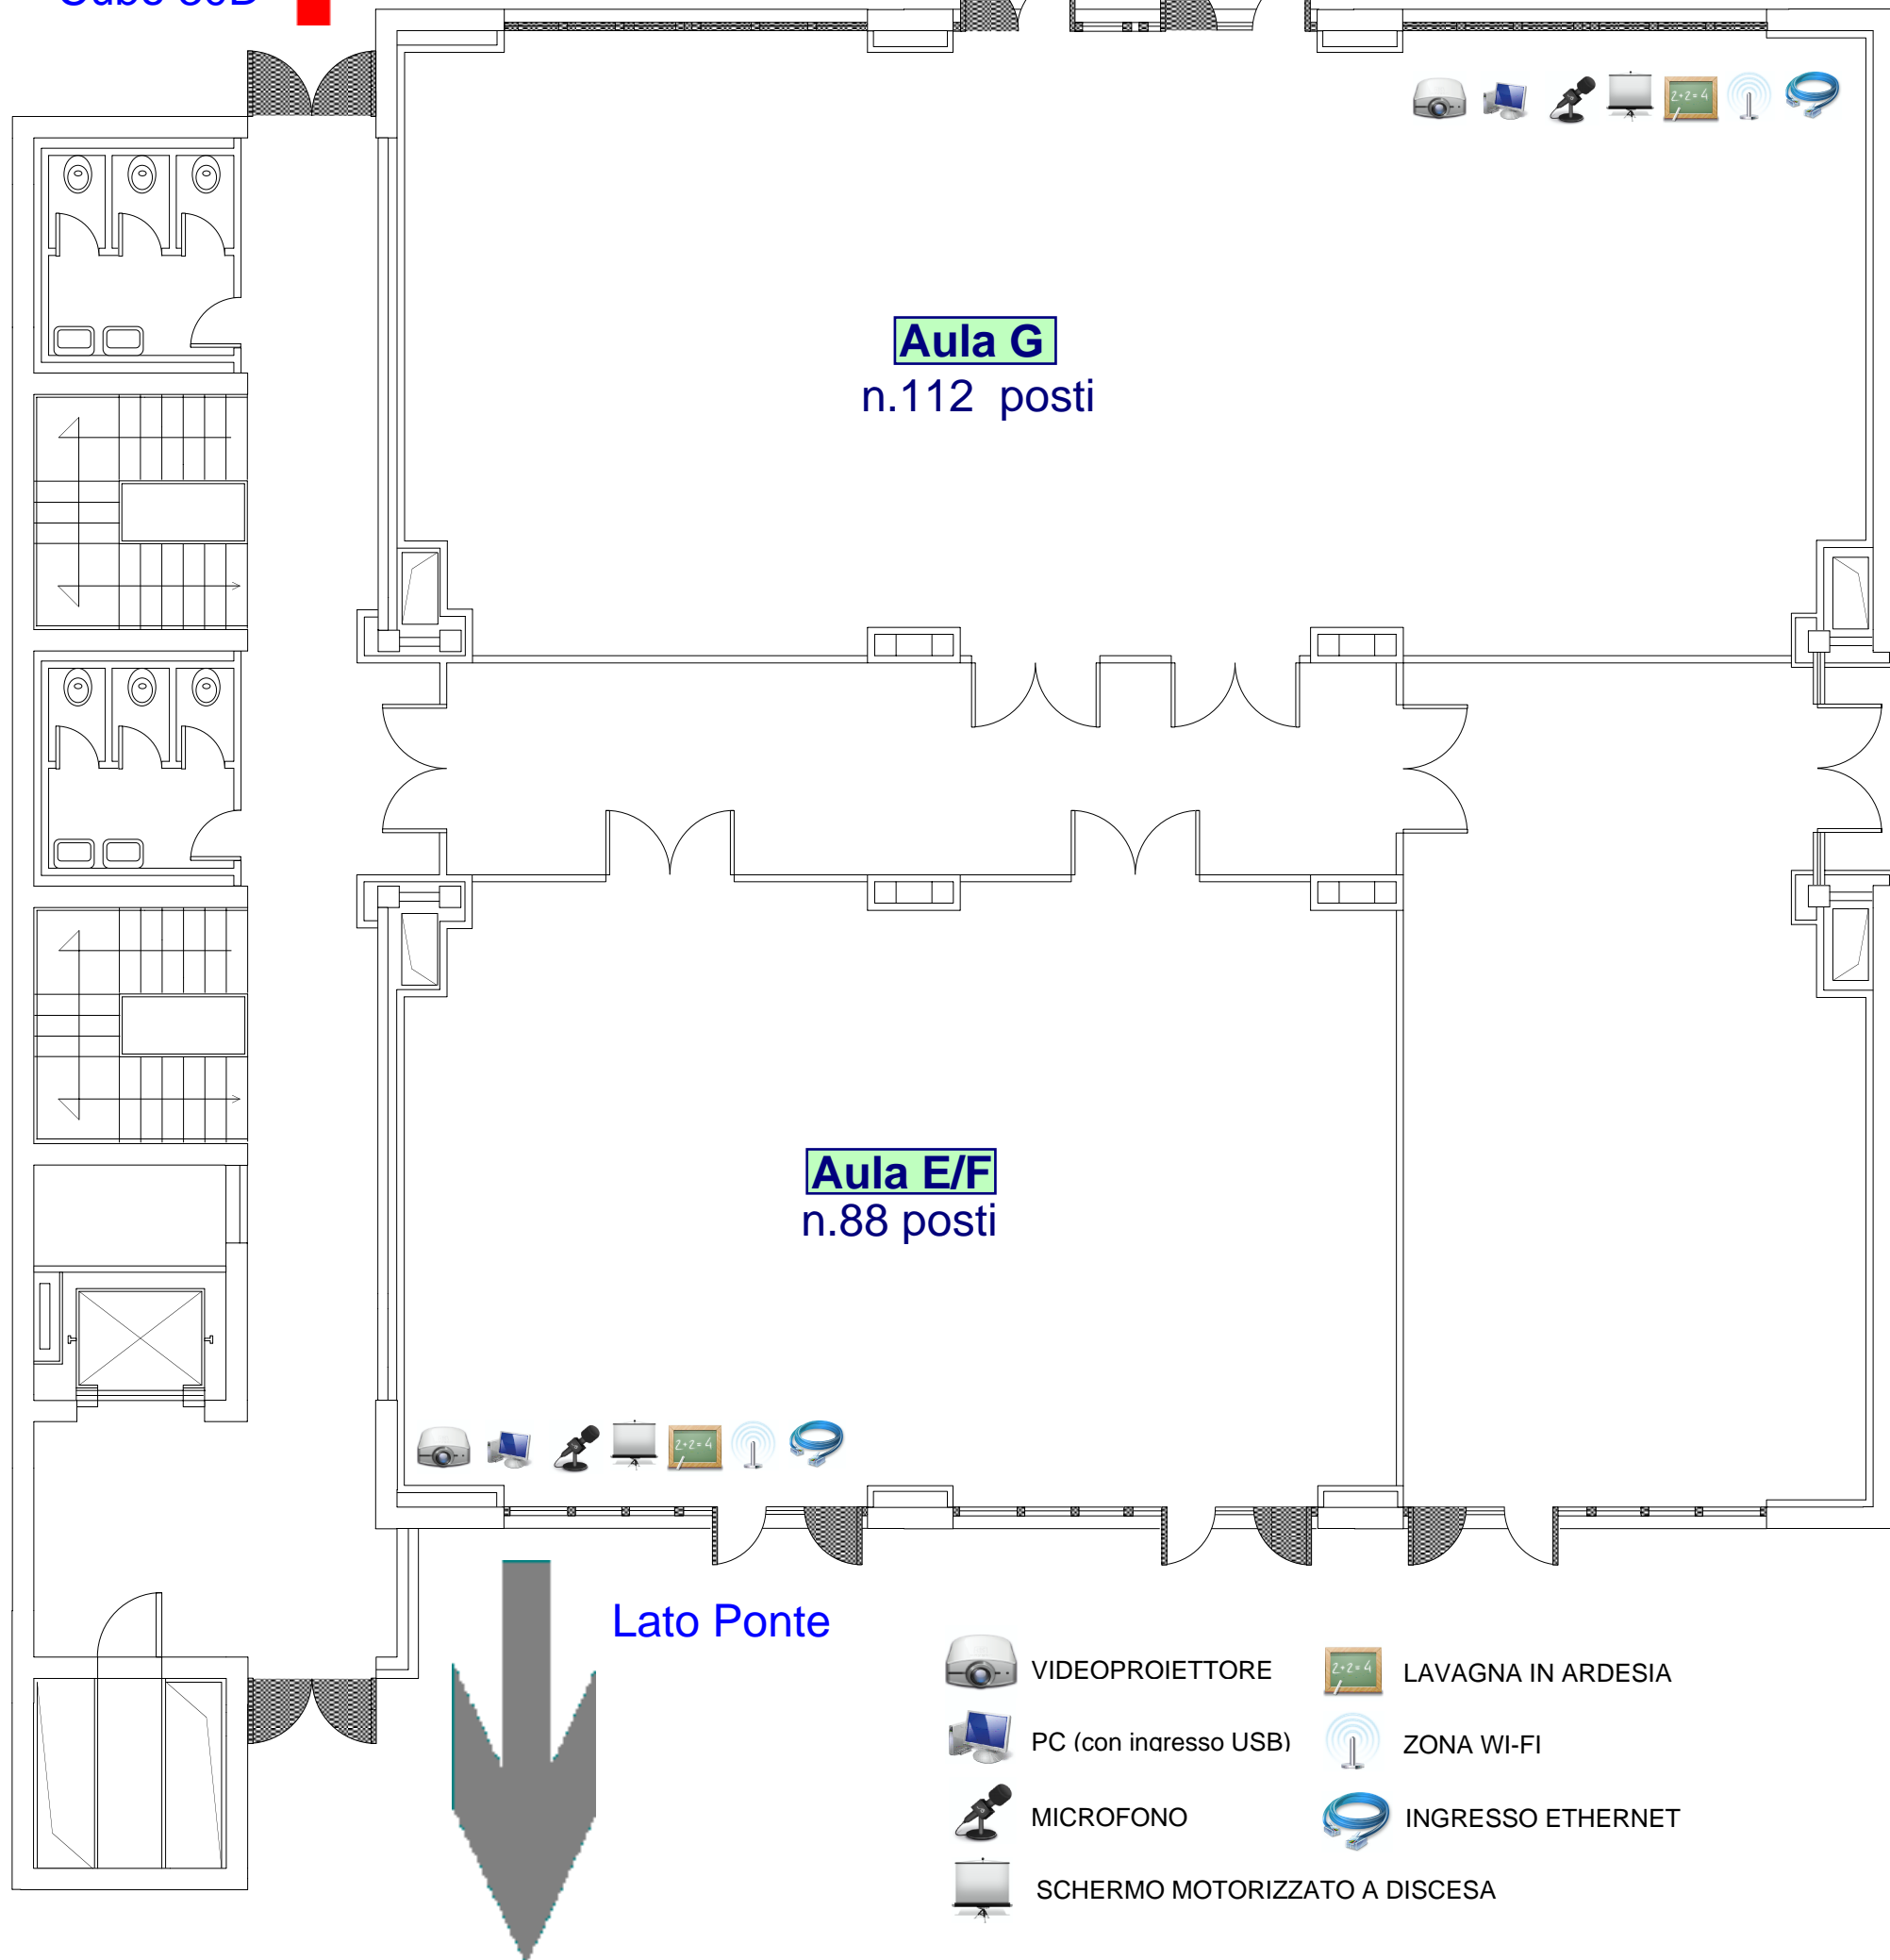 Aula G
n.112 posti
Aula E/F
n.88 posti
Lato Ponte
VIDEOPROIETTORE
LAVAGNA IN ARDESIA
PC (con ingresso USB)
ZONA WI-FI
MICROFONO
INGRESSO ETHERNET
SCHERMO MOTORIZZATO A DISCESA